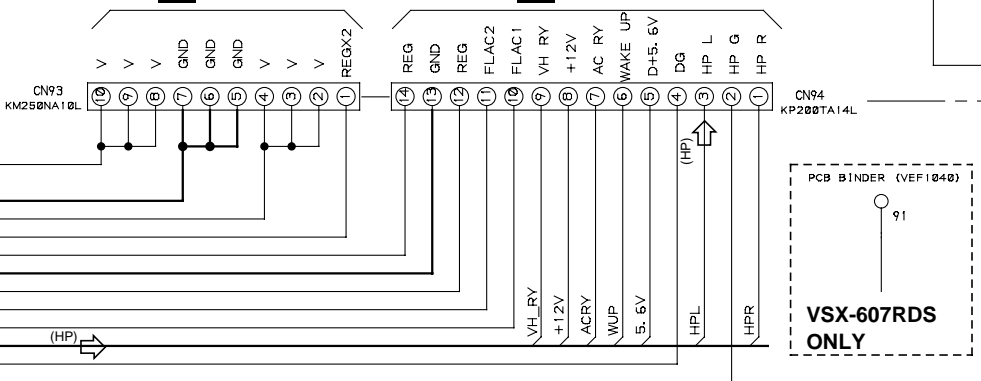 V V V GND GND GND V V V REGX2
REG GND REG FLAC2 FLAC1 VH RY +12V AC RY WAKE UP D+5. 6V DG HP L HP G HP R
CN93
KM250NA10L
10 9 8 7 6 5 4 3 2 1
14 13 12 11 10 9 8 7 6 5 4 3 2 1
CN94
KP200TA14L
(HP)
PCB BINDER (VEF1040)
91
VSX-607RDS
ONLY
VH_RY +12V ACRY WUP 5. 6V HPL HPR
(HP)